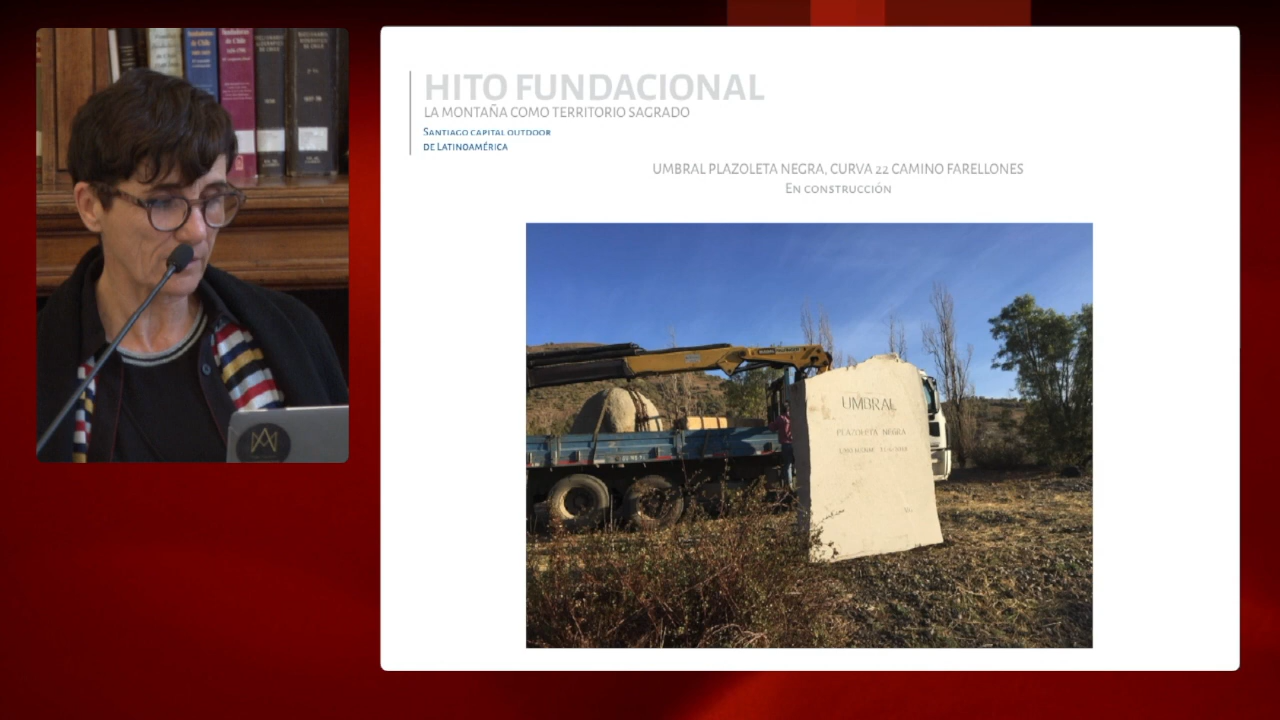 HITO FUNDACIONAL
LA MONTAÑA COMO TERRITORIO SAGRADO
SANTIAGO CAPITAL OUTDOOR
DE LATINOAMÉRICA
UMBRAL PLAZOLETA NEGRA, CURVA 22 CAMINO FARELLONES
EN CONSTRUCCIÓN
UMBRAL
PLAZOLETA NEGRA